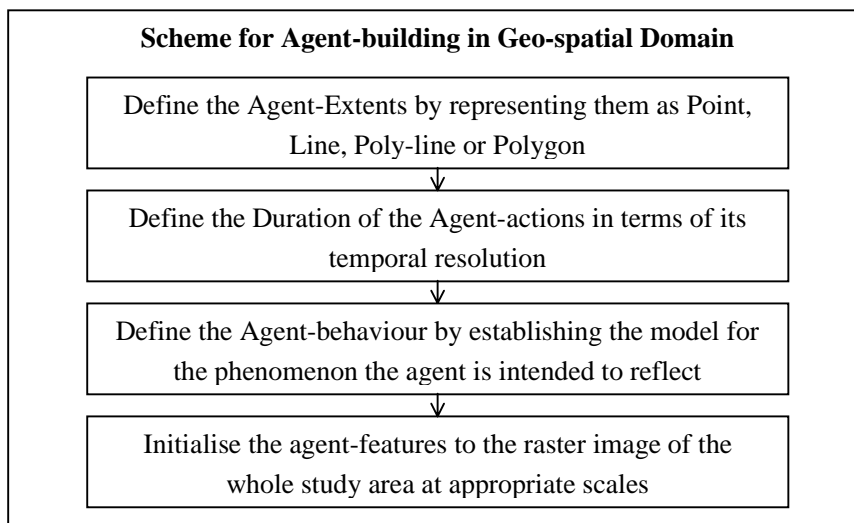 Scheme for Agent-building in Geo-spatial Domain
Define the Agent-Extents by representing them as Point,
Line, Poly-line or Polygon
Define the Duration of the Agent-actions in terms of its
temporal resolution
Define the Agent-behaviour by establishing the model for
the phenomenon the agent is intended to reflect
Initialise the agent-features to the raster image of the
whole study area at appropriate scales